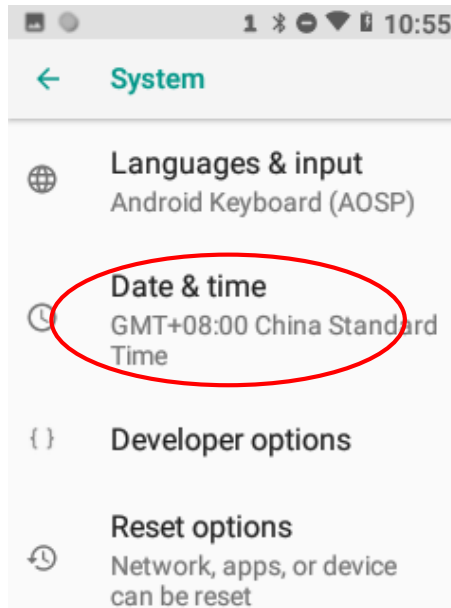 1 10:55
System
Languages & input
Android Keyboard (AOSP)
Date & time
GMT+08:00 China Standard
Time
{ } Developer options
Reset options
Network, apps, or device
can be reset